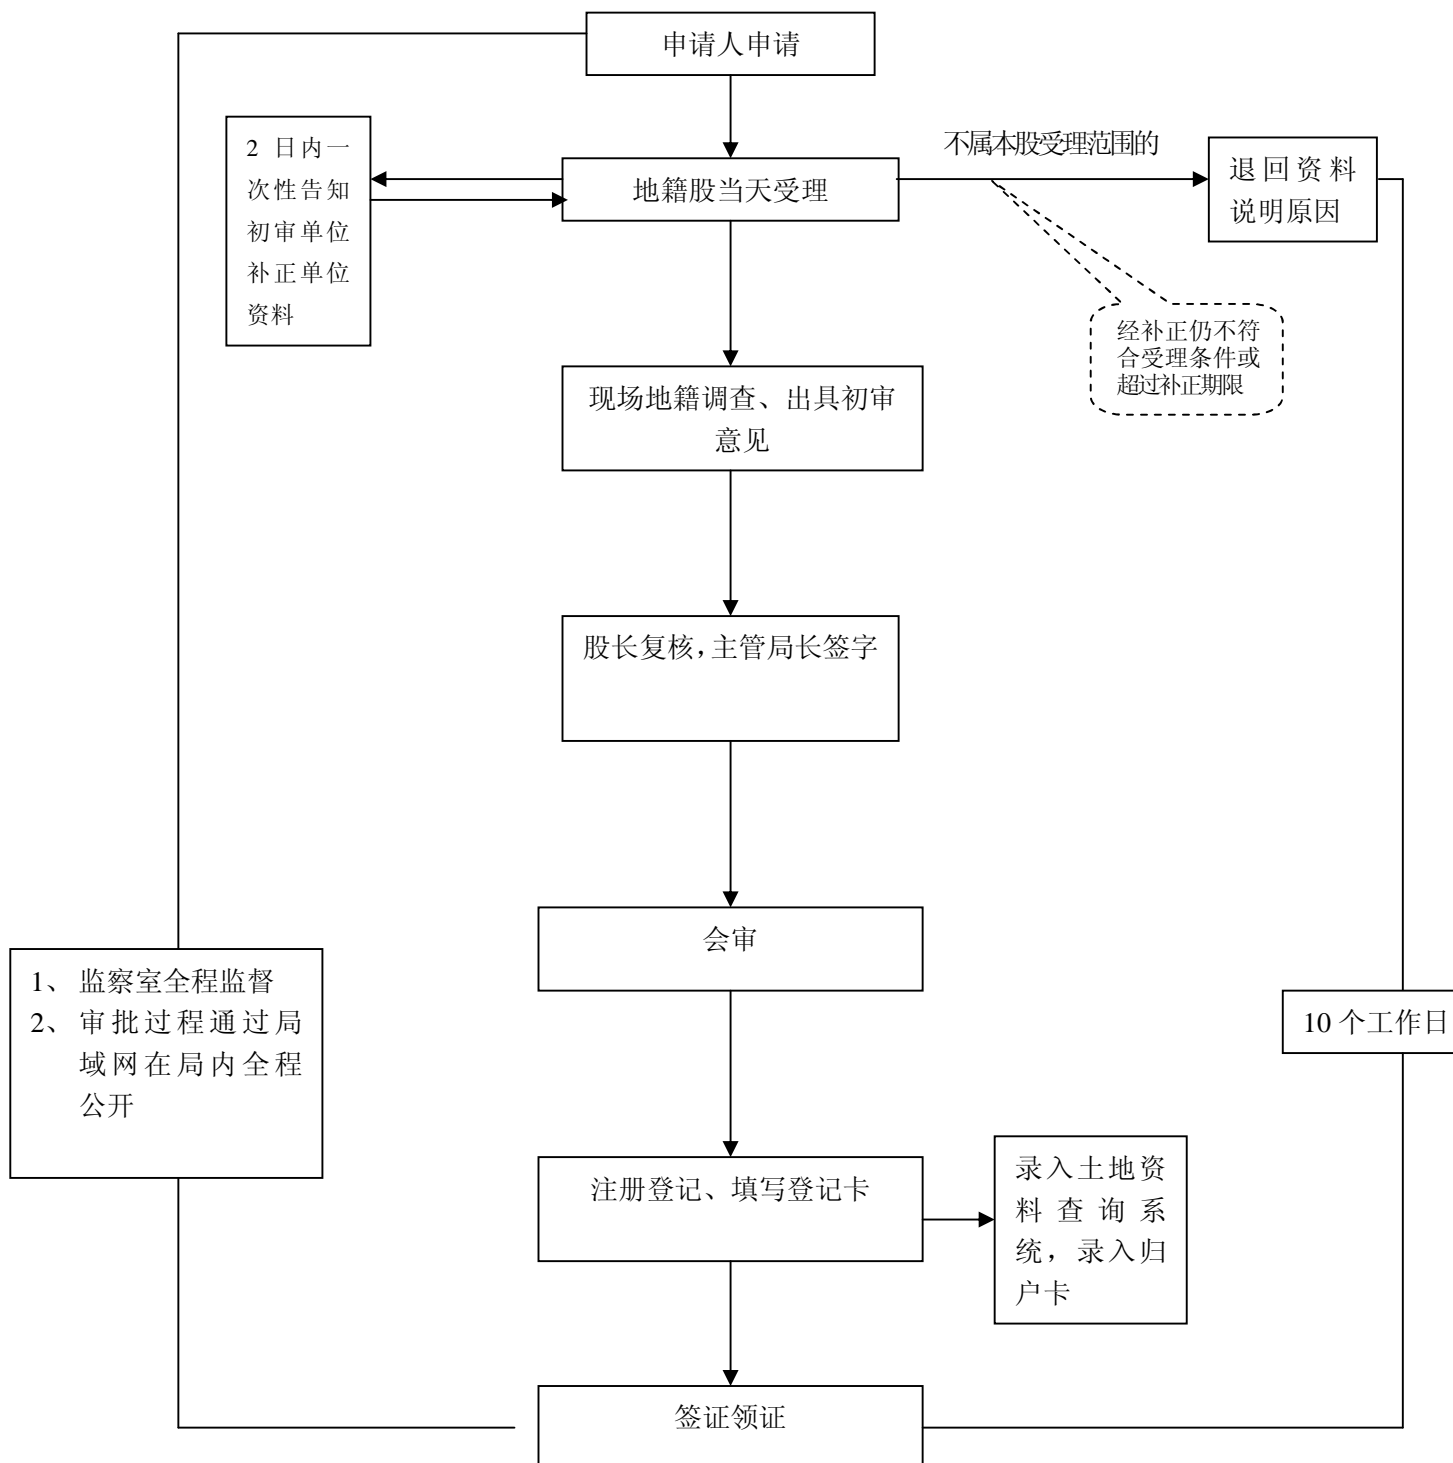 申请人申请
2 日内一
次性告知
初审单位
补正单位
资料
地籍股当天受理
不属本股受理范围的
退回资料
说明原因
经补正仍不符
合受理条件或
超过补正期限
现场地籍调查、出具初审
意见
股长复核，主管局长签字
会审
1、 监察室全程监督
2、 审批过程通过局
域网在局内全程
公开
10 个工作日
注册登记、填写登记卡
录入土地资
料查询系
统，录入归
户卡
签证领证